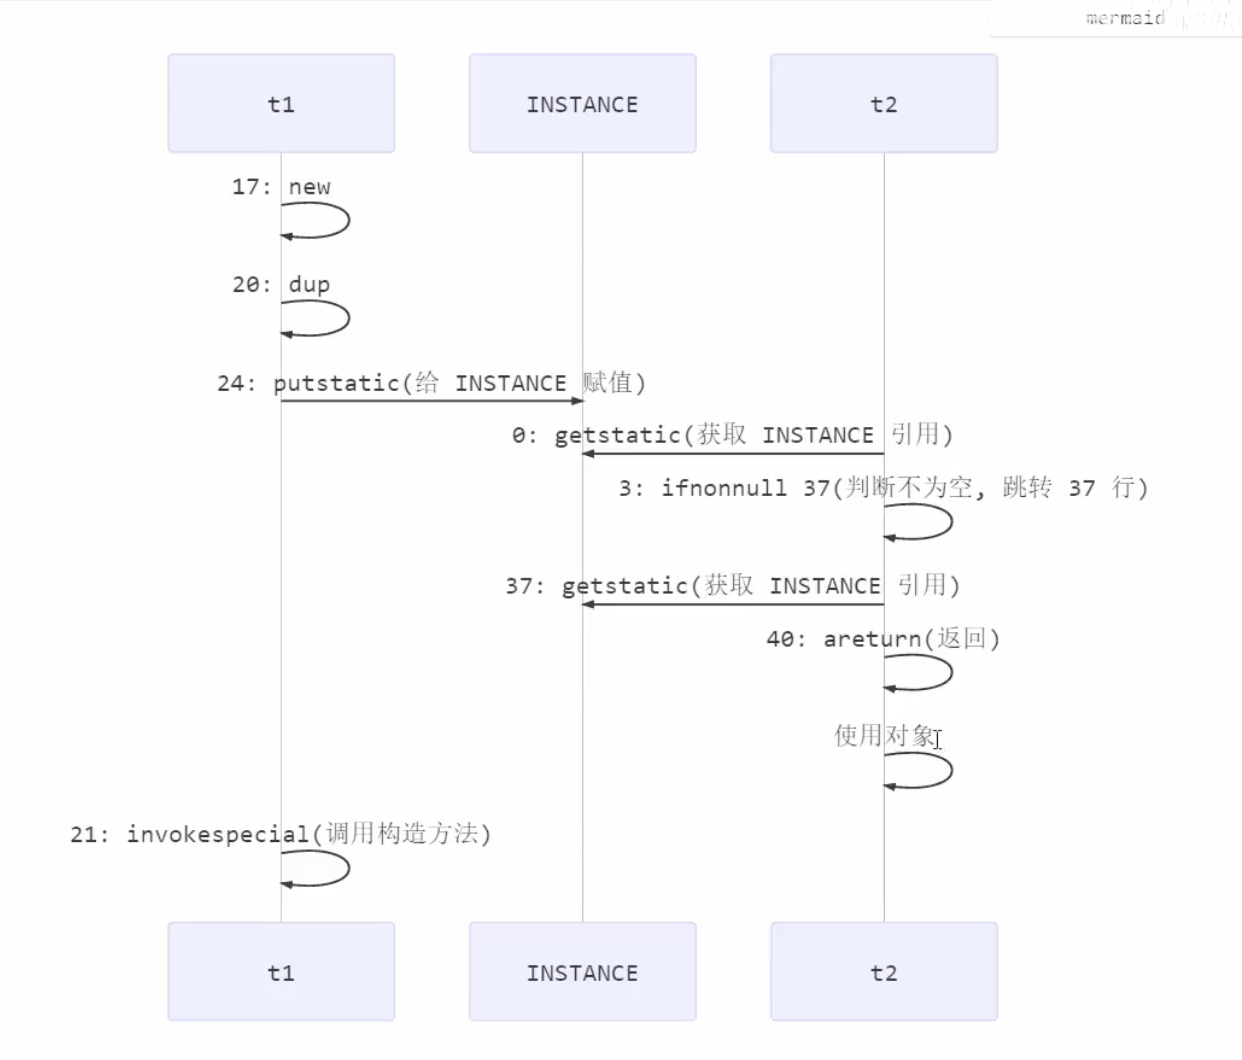 mermaid
t1
INSTANCE
t2
17: new
20: dup
24: putstatic(给 INSTANCE 赋值)
0: getstatic(获取 INSTANCE 引用)
3: ifnonnull 37(判断不为空, 跳转 37 行)
37: getstatic(获取 INSTANCE 引用)
40: areturn(返回)
使用对象
21: invokespecial(调用构造方法)
t1
INSTANCE
t2